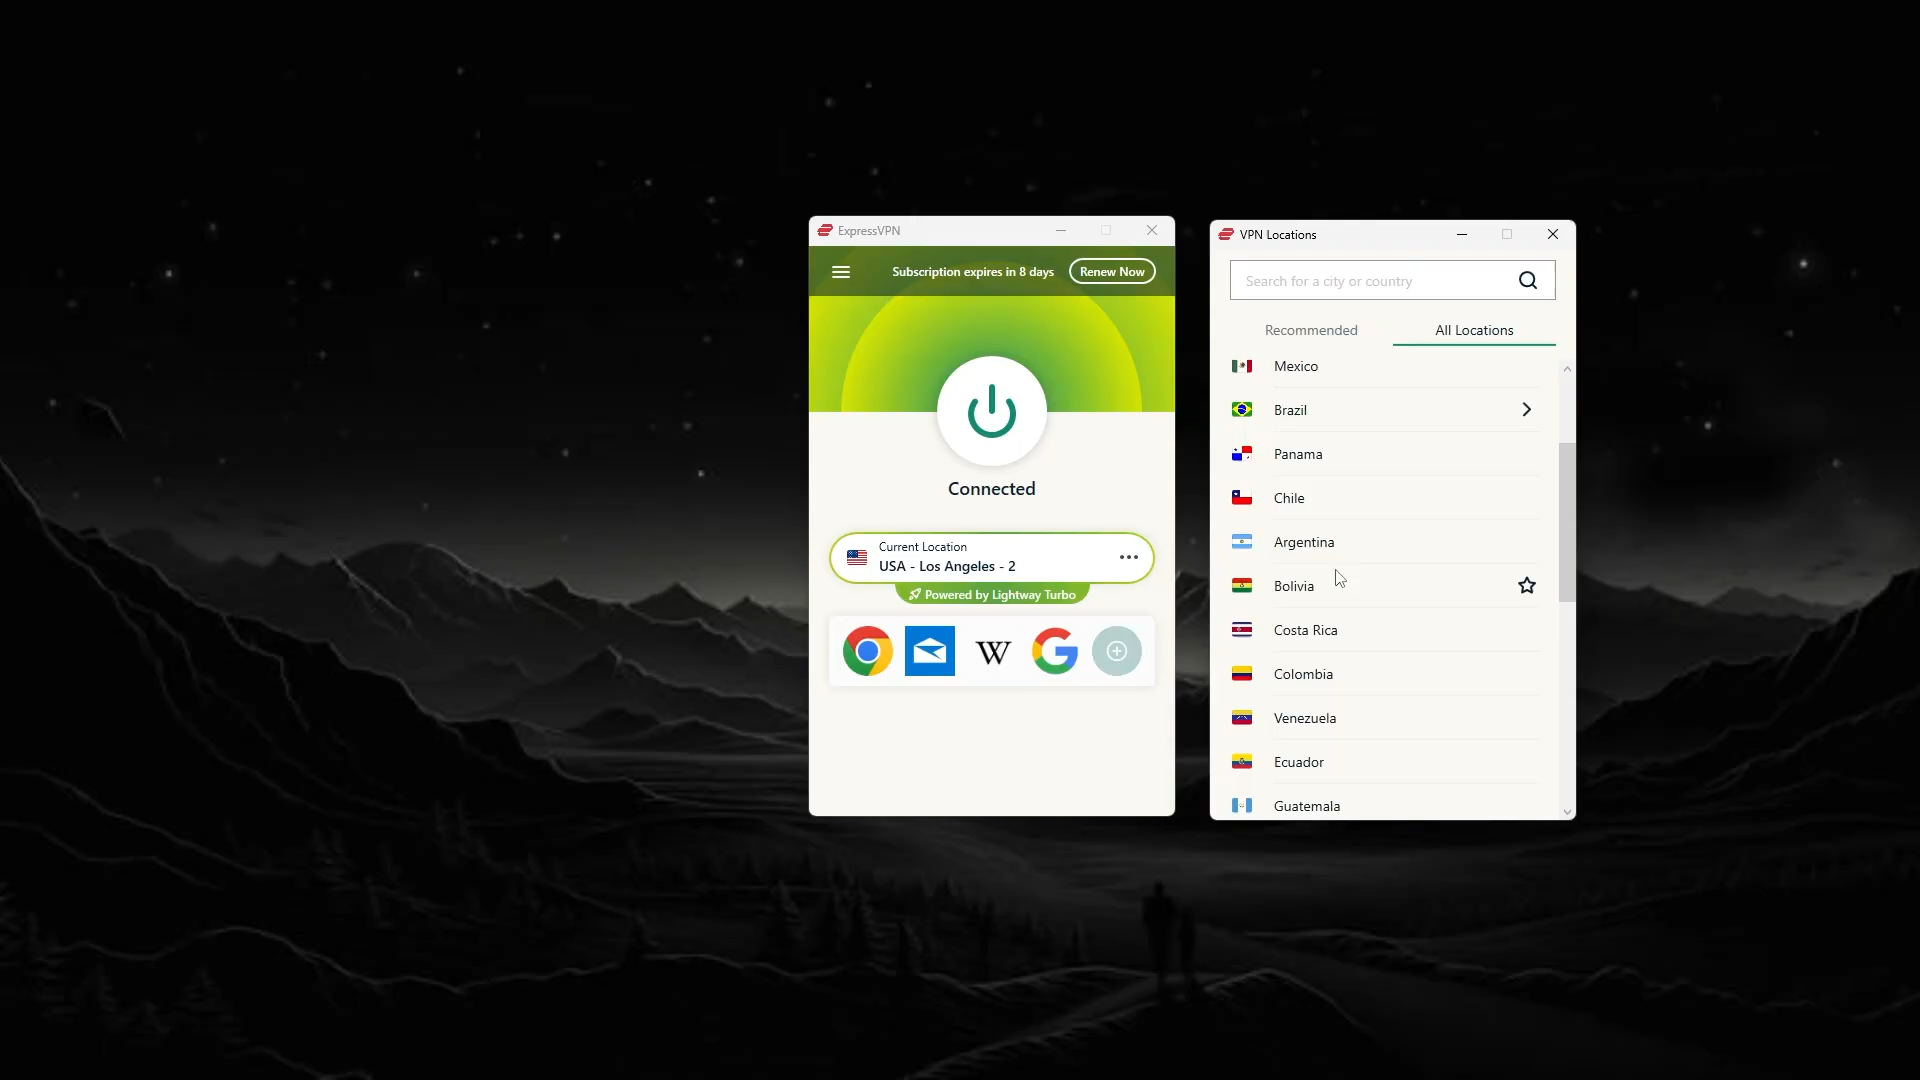 ExpressVPN
Subscription expires in 8 days
Renew Now
Connected
Current Location
USA - Los Angeles - 2
Powered by Lightway Turbo
W
G
VPN Locations
Search for a city or country
Recommended
All Locations
Mexico
Brazil
Panama
Chile
Argentina
Bolivia
Costa Rica
Colombia
Venezuela
Ecuador
Guatemala